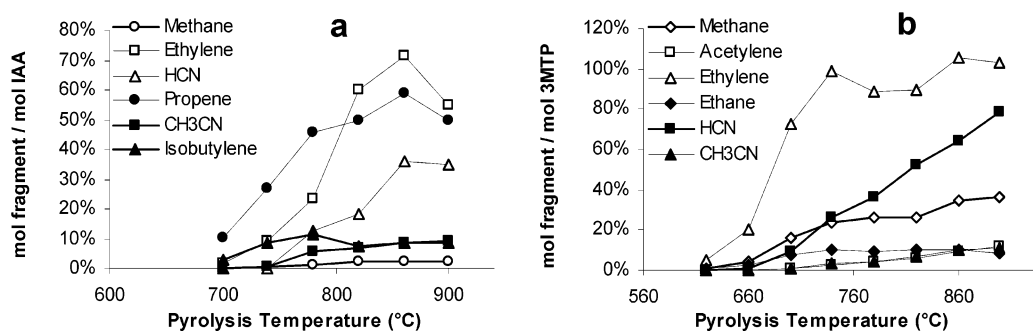 a
mol fragment / mol IAA
80%
70%
60%
50%
40%
30%
20%
10%
0%
Methane
Ethylene
HCN
Propene
CH3CN
Isobutylene
600
700
800
900
Pyrolysis Temperature (°C)
b
mol fragment / mol 3MTP
120%
100%
80%
60%
40%
20%
0%
Methane
Acetylene
Ethylene
Ethane
HCN
CH3CN
560
660
760
860
Pyrolysis Temperature (°C)